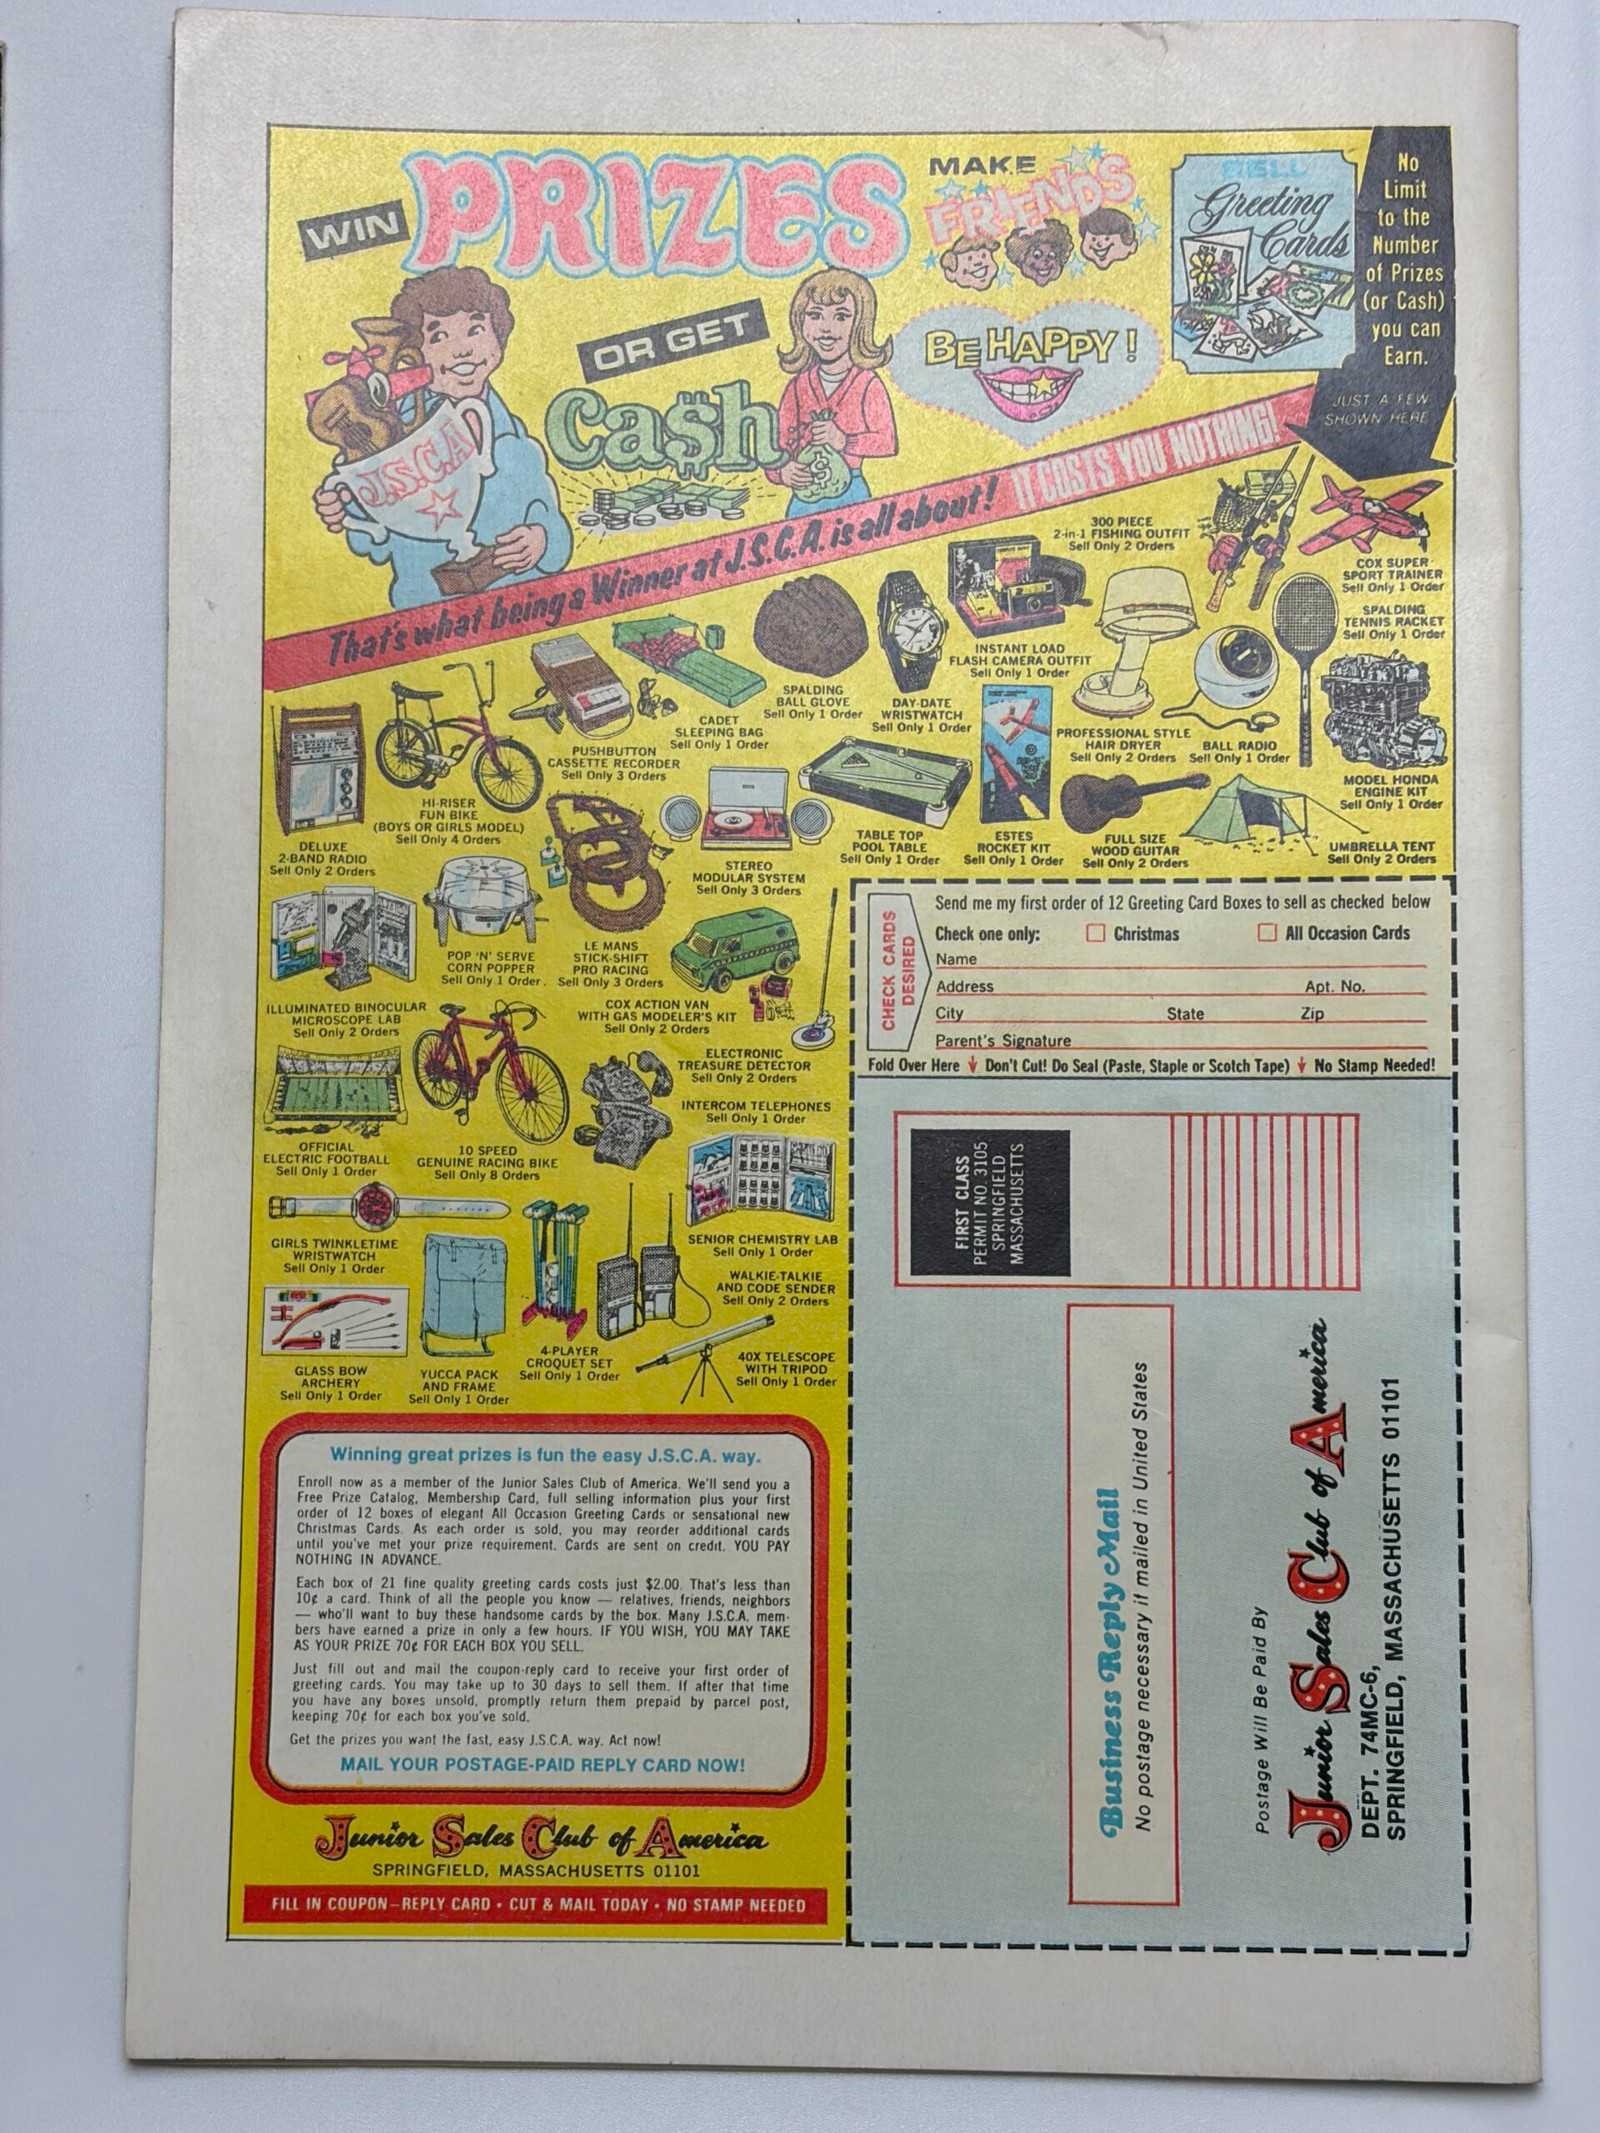 WIN PRIZES
MAKE
FRIENDS
SELL
Greeting
Cards
No
Limit
to the
Number
of Prizes
(or Cash)
you can
Earn.
JUST A FEW
SHOWN HERE
OR GET
Ca$h
BE HAPPY!
J.S.C.A.
$
That's what being a Winner at J.S.C.A. is all about! IT COSTS YOU NOTHING!
300 PIECE
2-in-1 FISHING OUTFIT
Sell Only 2 Orders
COX SUPER
SPORT TRAINER
Sell Only 1 Order
SPALDING
TENNIS RACKET
Sell Only 1 Order
INSTANT LOAD
FLASH CAMERA OUTFIT
Sell Only 1 Order
SPALDING
BALL GLOVE
Sell Only 1 Order
DAY-DATE
WRISTWATCH
Sell Only 1 Order
CADET
SLEEPING BAG
Sell Only 1 Order
PUSHBUTTON
CASSETTE RECORDER
Sell Only 3 Orders
PROFESSIONAL STYLE
HAIR DRYER
Sell Only 2 Orders
BALL RADIO
Sell Only 1 Order
MODEL HONDA
ENGINE KIT
Sell Only 1 Order
HI-RISER
FUN BIKE
(BOYS OR GIRLS MODEL)
Sell Only 4 Orders
DELUXE
2-BAND RADIO
Sell Only 2 Orders
STEREO
MODULAR SYSTEM
Sell Only 3 Orders
TABLE TOP
POOL TABLE
Sell Only 1 Order
ESTES
ROCKET KIT
Sell Only 1 Order
FULL SIZE
WOOD GUITAR
Sell Only 2 Orders
UMBRELLA TENT
Sell Only 2 Orders
POP 'N' SERVE
CORN POPPER
Sell Only 1 Order.
LE MANS
STICK-SHIFT
PRO RACING
Sell Only 3 Orders
ILLUMINATED BINOCULAR
MICROSCOPE LAB
Sell Only 2 Orders
COX ACTION VAN
WITH GAS MODELER'S KIT
Sell Only 2 Orders
ELECTRONIC
TREASURE DETECTOR
Sell Only 2 Orders
INTERCOM TELEPHONES
Sell Only 1 Order
OFFICIAL
ELECTRIC FOOTBALL
Sell Only 1 Order
10 SPEED
GENUINE RACING BIKE
Sell Only 8 Orders
GIRLS TWINKLETIME
WRISTWATCH
Sell Only 1 Order
SENIOR CHEMISTRY LAB
Sell Only 1 Order
WALKIE-TALKIE
AND CODE SENDER
Sell Only 2 Orders
GLASS BOW
ARCHERY
Sell Only 1 Order
YUCCA PACK
AND FRAME
Sell Only 1 Order
4-PLAYER
CROQUET SET
Sell Only 1 Order
40X TELESCOPE
WITH TRIPOD
Sell Only 1 Order
Winning great prizes is fun the easy J.S.C.A. way.
Enroll now as a member of the Junior Sales Club of America. We'll send you a
Free Prize Catalog, Membership Card, full selling information plus your first
order of 12 boxes of elegant All Occasion Greeting Cards or sensational new
Christmas Cards. As each order is sold, you may reorder additional cards
until you've met your prize requirement. Cards are sent on credit. YOU PAY
NOTHING IN ADVANCE.
Each box of 21 fine quality greeting cards costs just $2.00. That's less than
10¢ a card. Think of all the people you know — relatives, friends, neighbors
— who'll want to buy these handsome cards by the box. Many J.S.C.A. mem-
bers have earned a prize in only a few hours. IF YOU WISH, YOU MAY TAKE
AS YOUR PRIZE 70¢ FOR EACH BOX YOU SELL.
Just fill out and mail the coupon-reply card to receive your first order of
greeting cards. You may take up to 30 days to sell them. If after that time
you have any boxes unsold, promptly return them prepaid by parcel post,
keeping 70¢ for each box you've sold.
Get the prizes you want the fast, easy J.S.C.A. way. Act now!
MAIL YOUR POSTAGE-PAID REPLY CARD NOW!
Junior Sales Club of America
SPRINGFIELD, MASSACHUSETTS 01101
FILL IN COUPON–REPLY CARD • CUT & MAIL TODAY • NO STAMP NEEDED
CHECK CARDS
DESIRED
Send me my first order of 12 Greeting Card Boxes to sell as checked below
Check one only: Christmas All Occasion Cards
Name
Address Apt. No.
City State Zip
Parent's Signature
Fold Over Here Don't Cut! Do Seal (Paste, Staple or Scotch Tape) No Stamp Needed!
FIRST CLASS
PERMIT NO. 3105
SPRINGFIELD
MASSACHUSETTS
Business Reply Mail
No postage necessary if mailed in United States
Postage Will Be Paid By
Junior Sales Club of America
DEPT. 74MC-6,
SPRINGFIELD, MASSACHUSETTS 01101